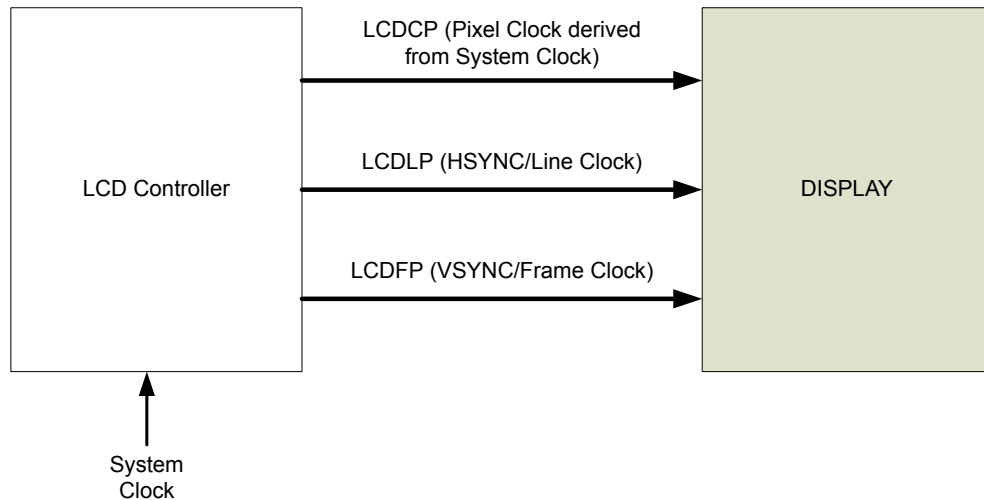 LCDCP (Pixel Clock derived
from System Clock)
LCDLP (HSYNC/Line Clock)
LCD Controller
DISPLAY
LCDFP (VSYNC/Frame Clock)
System
Clock